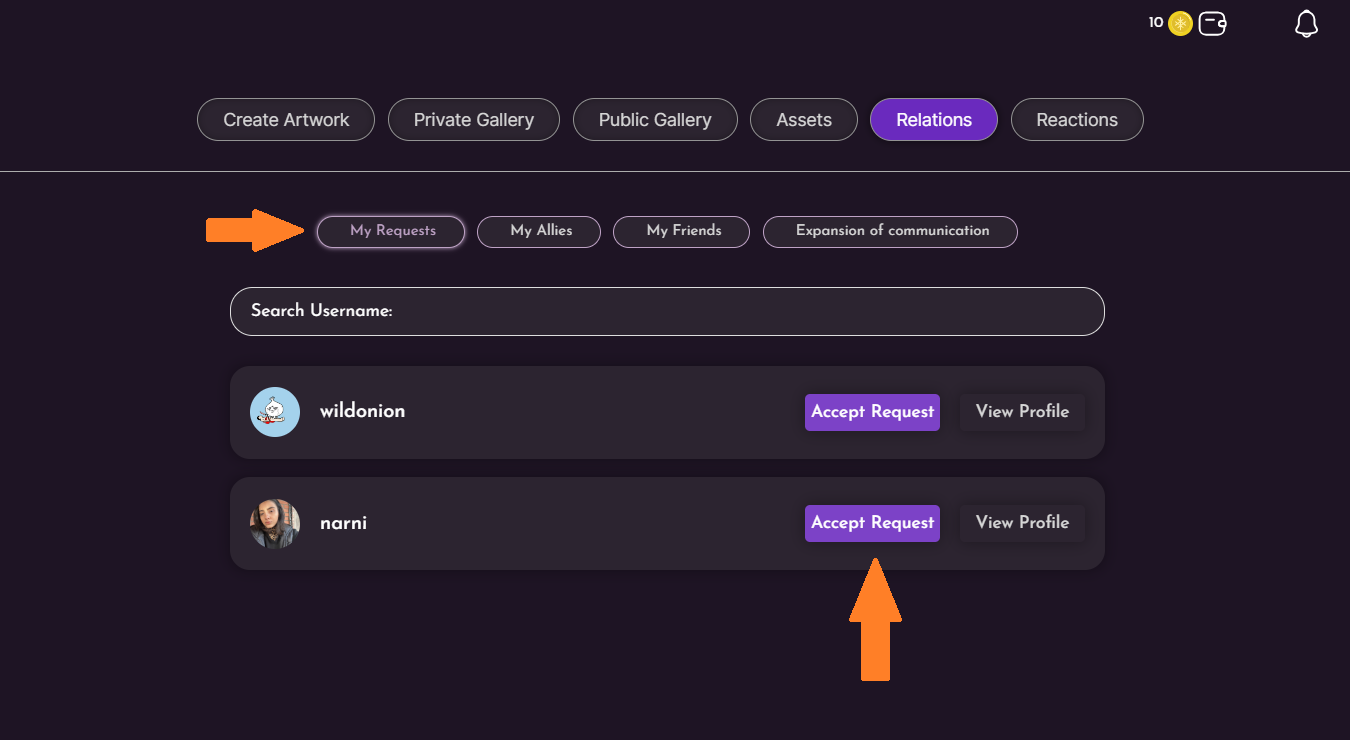 10
Create Artwork
Private Gallery
Public Gallery
Assets
Relations
Reactions
My Requests
My Allies
My Friends
Expansion of communication
Search Username:
wildonion
Accept Request
View Profile
narni
Accept Request
View Profile